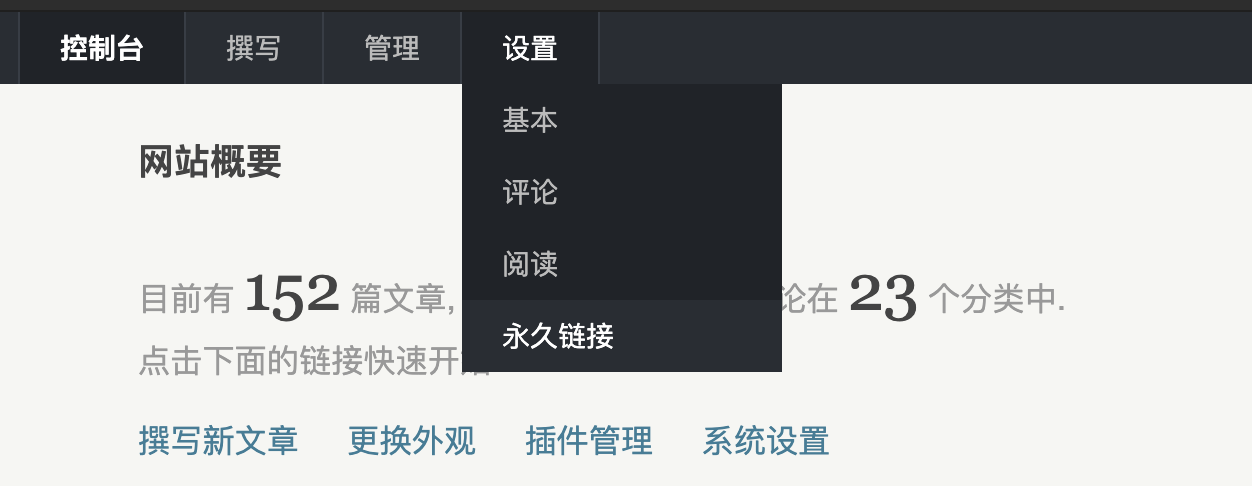 控制台 撰写 管理 设置
基本
评论
阅读
永久链接
网站概要
目前有 152 篇文章, 论在 23 个分类中.
点击下面的链接快速开
撰写新文章 更换外观 插件管理 系统设置